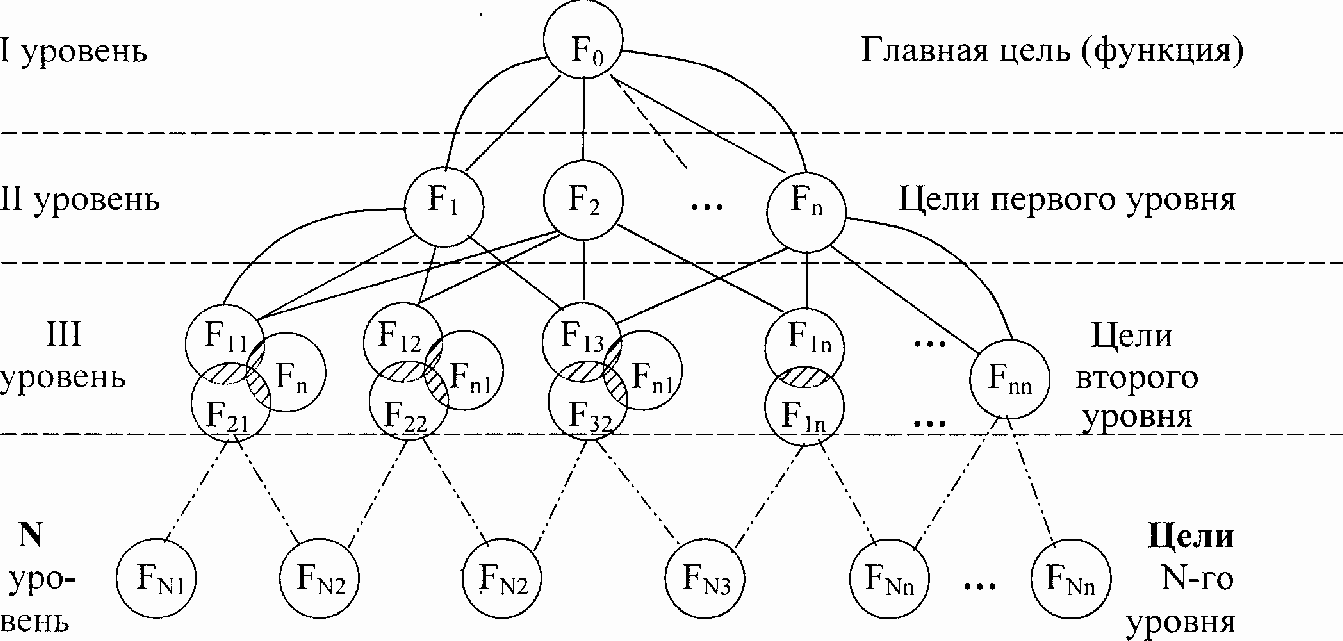 I уровень
F0
Главная цель (функция)
II уровень
F1
F2
...
Fn
Цели первого уровня
III
уровень
F11
Fn
F21
F12
Fn1
F22
F13
Fn1
F32
F1n
F1n
...
...
Fnn
Цели
второго
уровня
N
уро-
вень
FN1
FN2
FN2
FN3
FNn
...
FNn
Цели
N-го
уровня